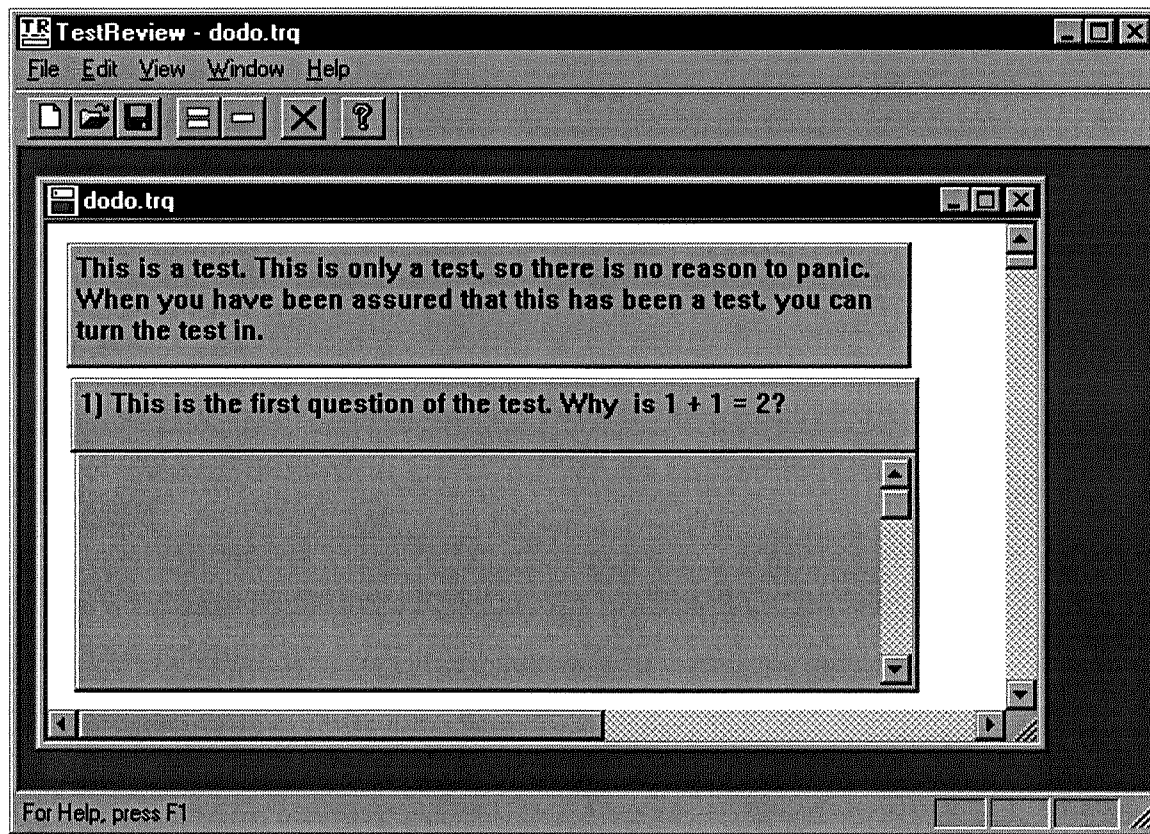 TR TestReview - dodo.trq
File Edit View Window Help
dodo.trq
This is a test. This is only a test, so there is no reason to panic.
When you have been assured that this has been a test, you can
turn the test in.
1) This is the first question of the test. Why  is 1 + 1 = 2?
For Help, press F1